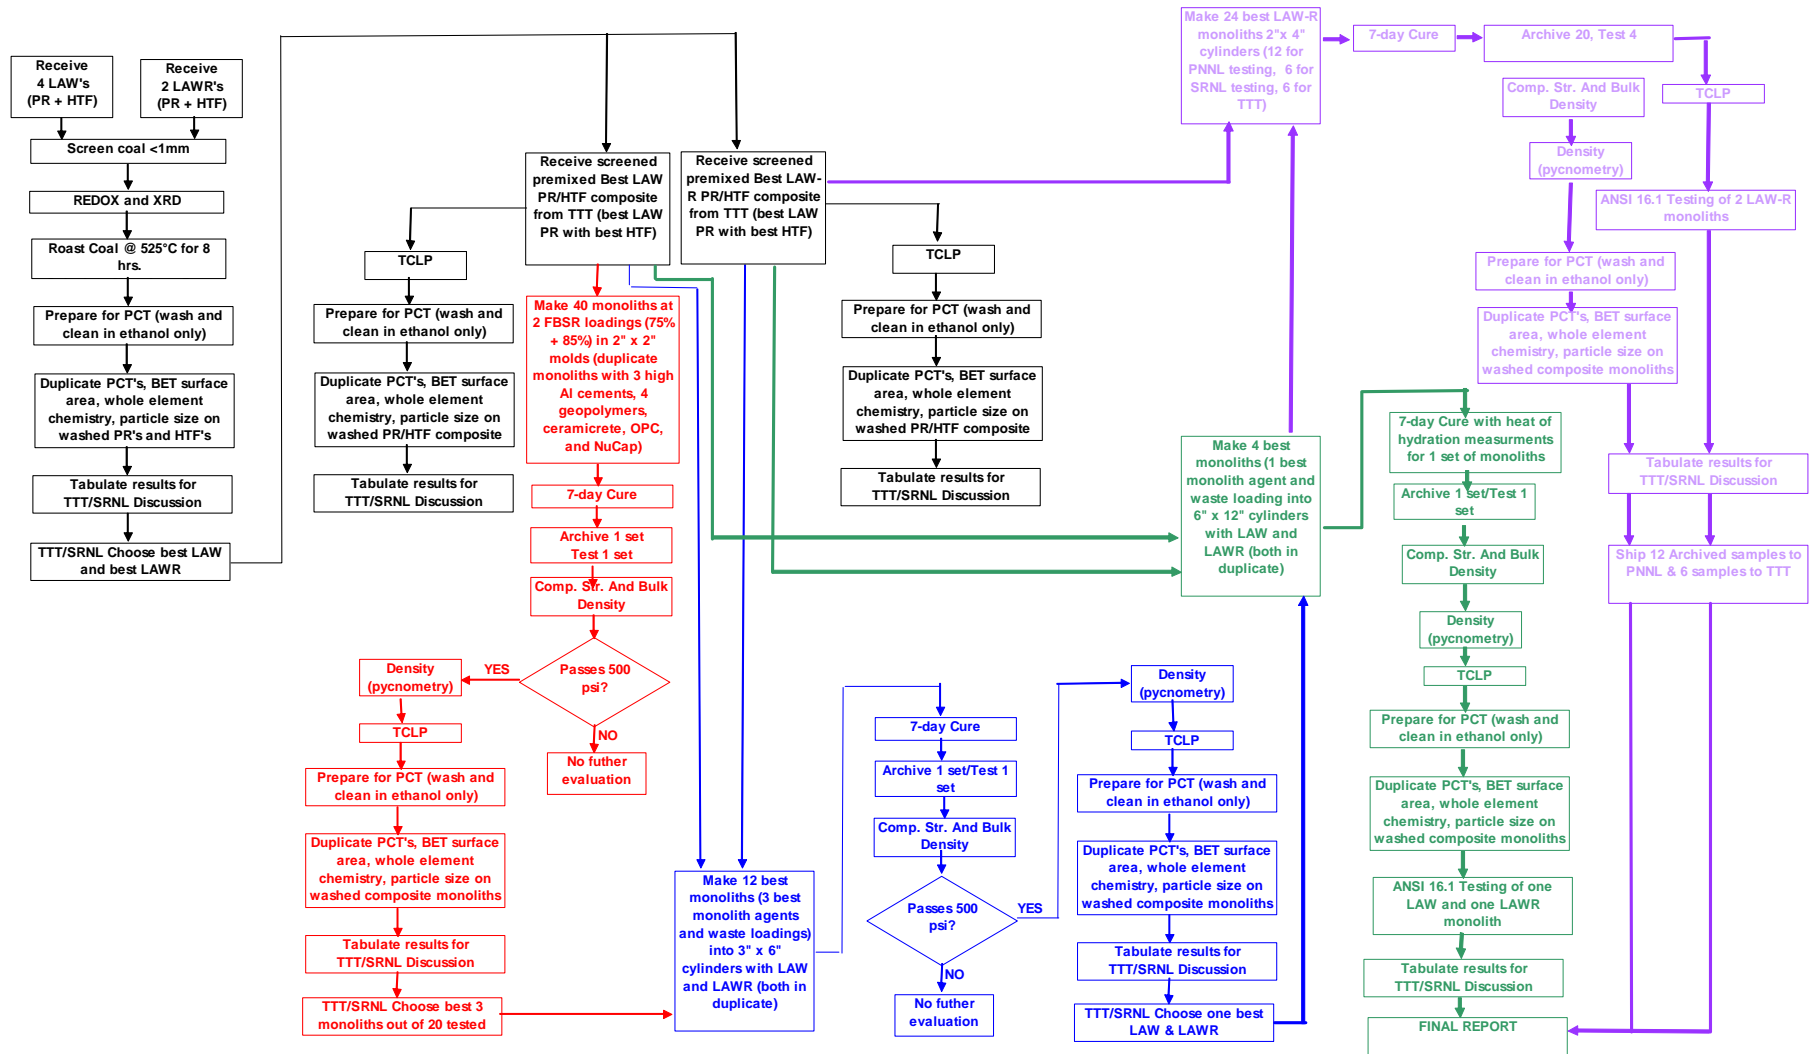 Receive
4 LAW's
(PR + HTF)
Receive
2 LAWR's
(PR + HTF)
Screen coal <1mm
REDOX and XRD
Roast Coal @ 525°C for 8
hrs.
Prepare for PCT (wash and
clean in ethanol only)
Duplicate PCT's, BET surface
area, whole element
chemistry, particle size on
washed PR's and HTF's
Tabulate results for
TTT/SRNL Discussion
TTT/SRNL Choose best LAW
and best LAWR
Receive screened
premixed Best LAW
PR/HTF composite
from TTT (best LAW
PR with best HTF)
TCLP
Prepare for PCT (wash and
clean in ethanol only)
Duplicate PCT's, BET surface
area, whole element
chemistry, particle size on
washed PR/HTF composite
Tabulate results for
TTT/SRNL Discussion
Receive screened
premixed Best LAW-
R PR/HTF composite
from TTT (best LAW
PR with best HTF)
TCLP
Prepare for PCT (wash and
clean in ethanol only)
Duplicate PCT's, BET surface
area, whole element
chemistry, particle size on
washed PR/HTF composite
Tabulate results for
TTT/SRNL Discussion
Make 40 monoliths at
2 FBSR loadings (75%
+ 85%) in 2" x 2"
molds (duplicate
monoliths with 3 high
Al cements, 4
geopolymers,
ceramicrete, OPC,
and NuCap)
7-day Cure
Archive 1 set
Test 1 set
Comp. Str. And Bulk
Density
Passes 500
psi?
YES
NO
No futher
evaluation
Density
(pycnometry)
TCLP
Prepare for PCT (wash and
clean in ethanol only)
Duplicate PCT's, BET surface
area, whole element
chemistry, particle size on
washed composite monoliths
Tabulate results for
TTT/SRNL Discussion
TTT/SRNL Choose best 3
monoliths out of 20 tested
Make 12 best
monoliths (3 best
monolith agents
and waste loadings)
into 3" x 6"
cylinders with LAW
and LAWR (both in
duplicate)
7-day Cure
Archive 1 set/Test 1
set
Comp. Str. And Bulk
Density
Passes 500
psi?
YES
NO
No futher
evaluation
Density
(pycnometry)
TCLP
Prepare for PCT (wash and
clean in ethanol only)
Duplicate PCT's, BET surface
area, whole element
chemistry, particle size on
washed composite monoliths
Tabulate results for
TTT/SRNL Discussion
TTT/SRNL Choose one best
LAW & LAWR
Make 4 best
monoliths (1 best
monolith agent and
waste loading into
6" x 12" cylinders
with LAW and
LAWR (both in
duplicate)
7-day Cure with heat of
hydration measurments
for 1 set of monoliths
Archive 1 set/Test 1
set
Comp. Str. And Bulk
Density
Density
(pycnometry)
TCLP
Prepare for PCT (wash and
clean in ethanol only)
Duplicate PCT's, BET surface
area, whole element
chemistry, particle size on
washed composite monoliths
ANSI 16.1 Testing of one
LAW and one LAWR
monolith
Tabulate results for
TTT/SRNL Discussion
FINAL REPORT
Make 24 best LAW-R
monoliths 2"x 4"
cylinders (12 for
PNNL testing, 6 for
SRNL testing, 6 for
TTT)
7-day Cure
Archive 20, Test 4
Comp. Str. And Bulk
Density
TCLP
Density
(pycnometry)
ANSI 16.1 Testing of 2 LAW-R
monoliths
Prepare for PCT (wash and
clean in ethanol only)
Duplicate PCT's, BET surface
area, whole element
chemistry, particle size on
washed composite monoliths
Tabulate results for
TTT/SRNL Discussion
Ship 12 Archived samples to
PNNL & 6 samples to TTT